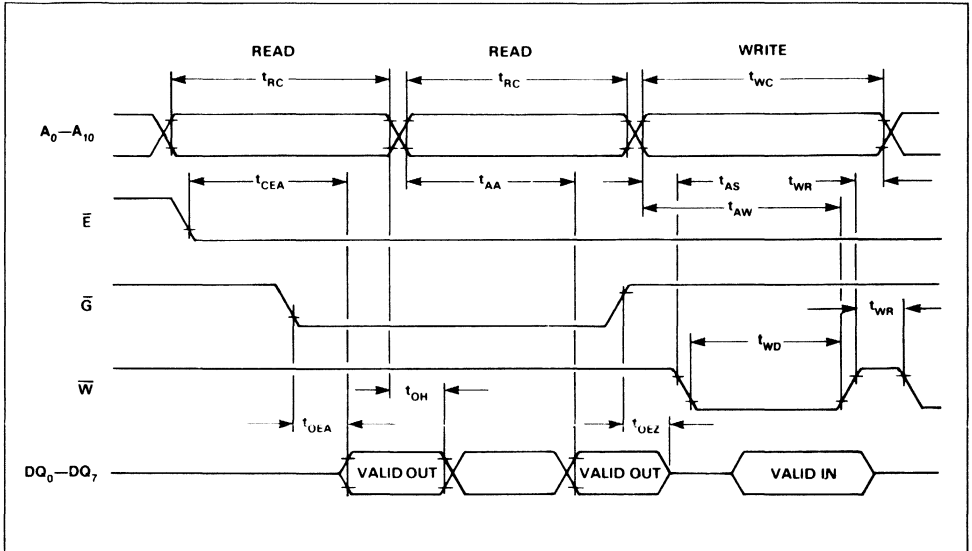 READ READ WRITE
tRC tRC tWC
A0—A10
tCEA tAA tAS tWR
tAW
E̅
G̅
tWR
tWD
W̅
tOH
tOEA tOEZ
DQ0—DQ7 VALID OUT VALID OUT VALID IN